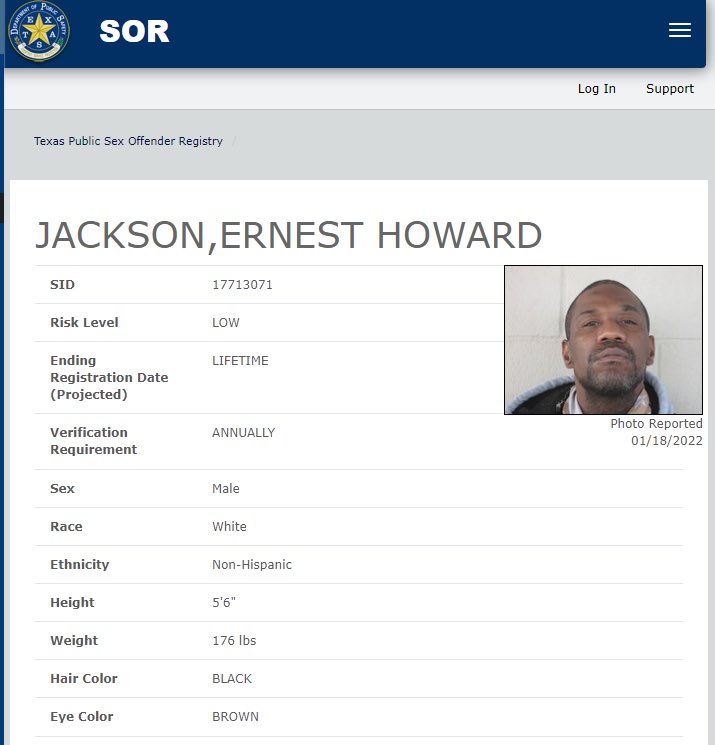 DEPARTMENT OF PUBLIC SAFETY
TEXAS
SOR
Log In Support
Texas Public Sex Offender Registry /
JACKSON,ERNEST HOWARD
SID 17713071
Risk Level LOW
Ending LIFETIME
Registration Date
(Projected)
Photo Reported
01/18/2022
Verification ANNUALLY
Requirement
Sex Male
Race White
Ethnicity Non-Hispanic
Height 5'6"
Weight 176 lbs
Hair Color BLACK
Eye Color BROWN